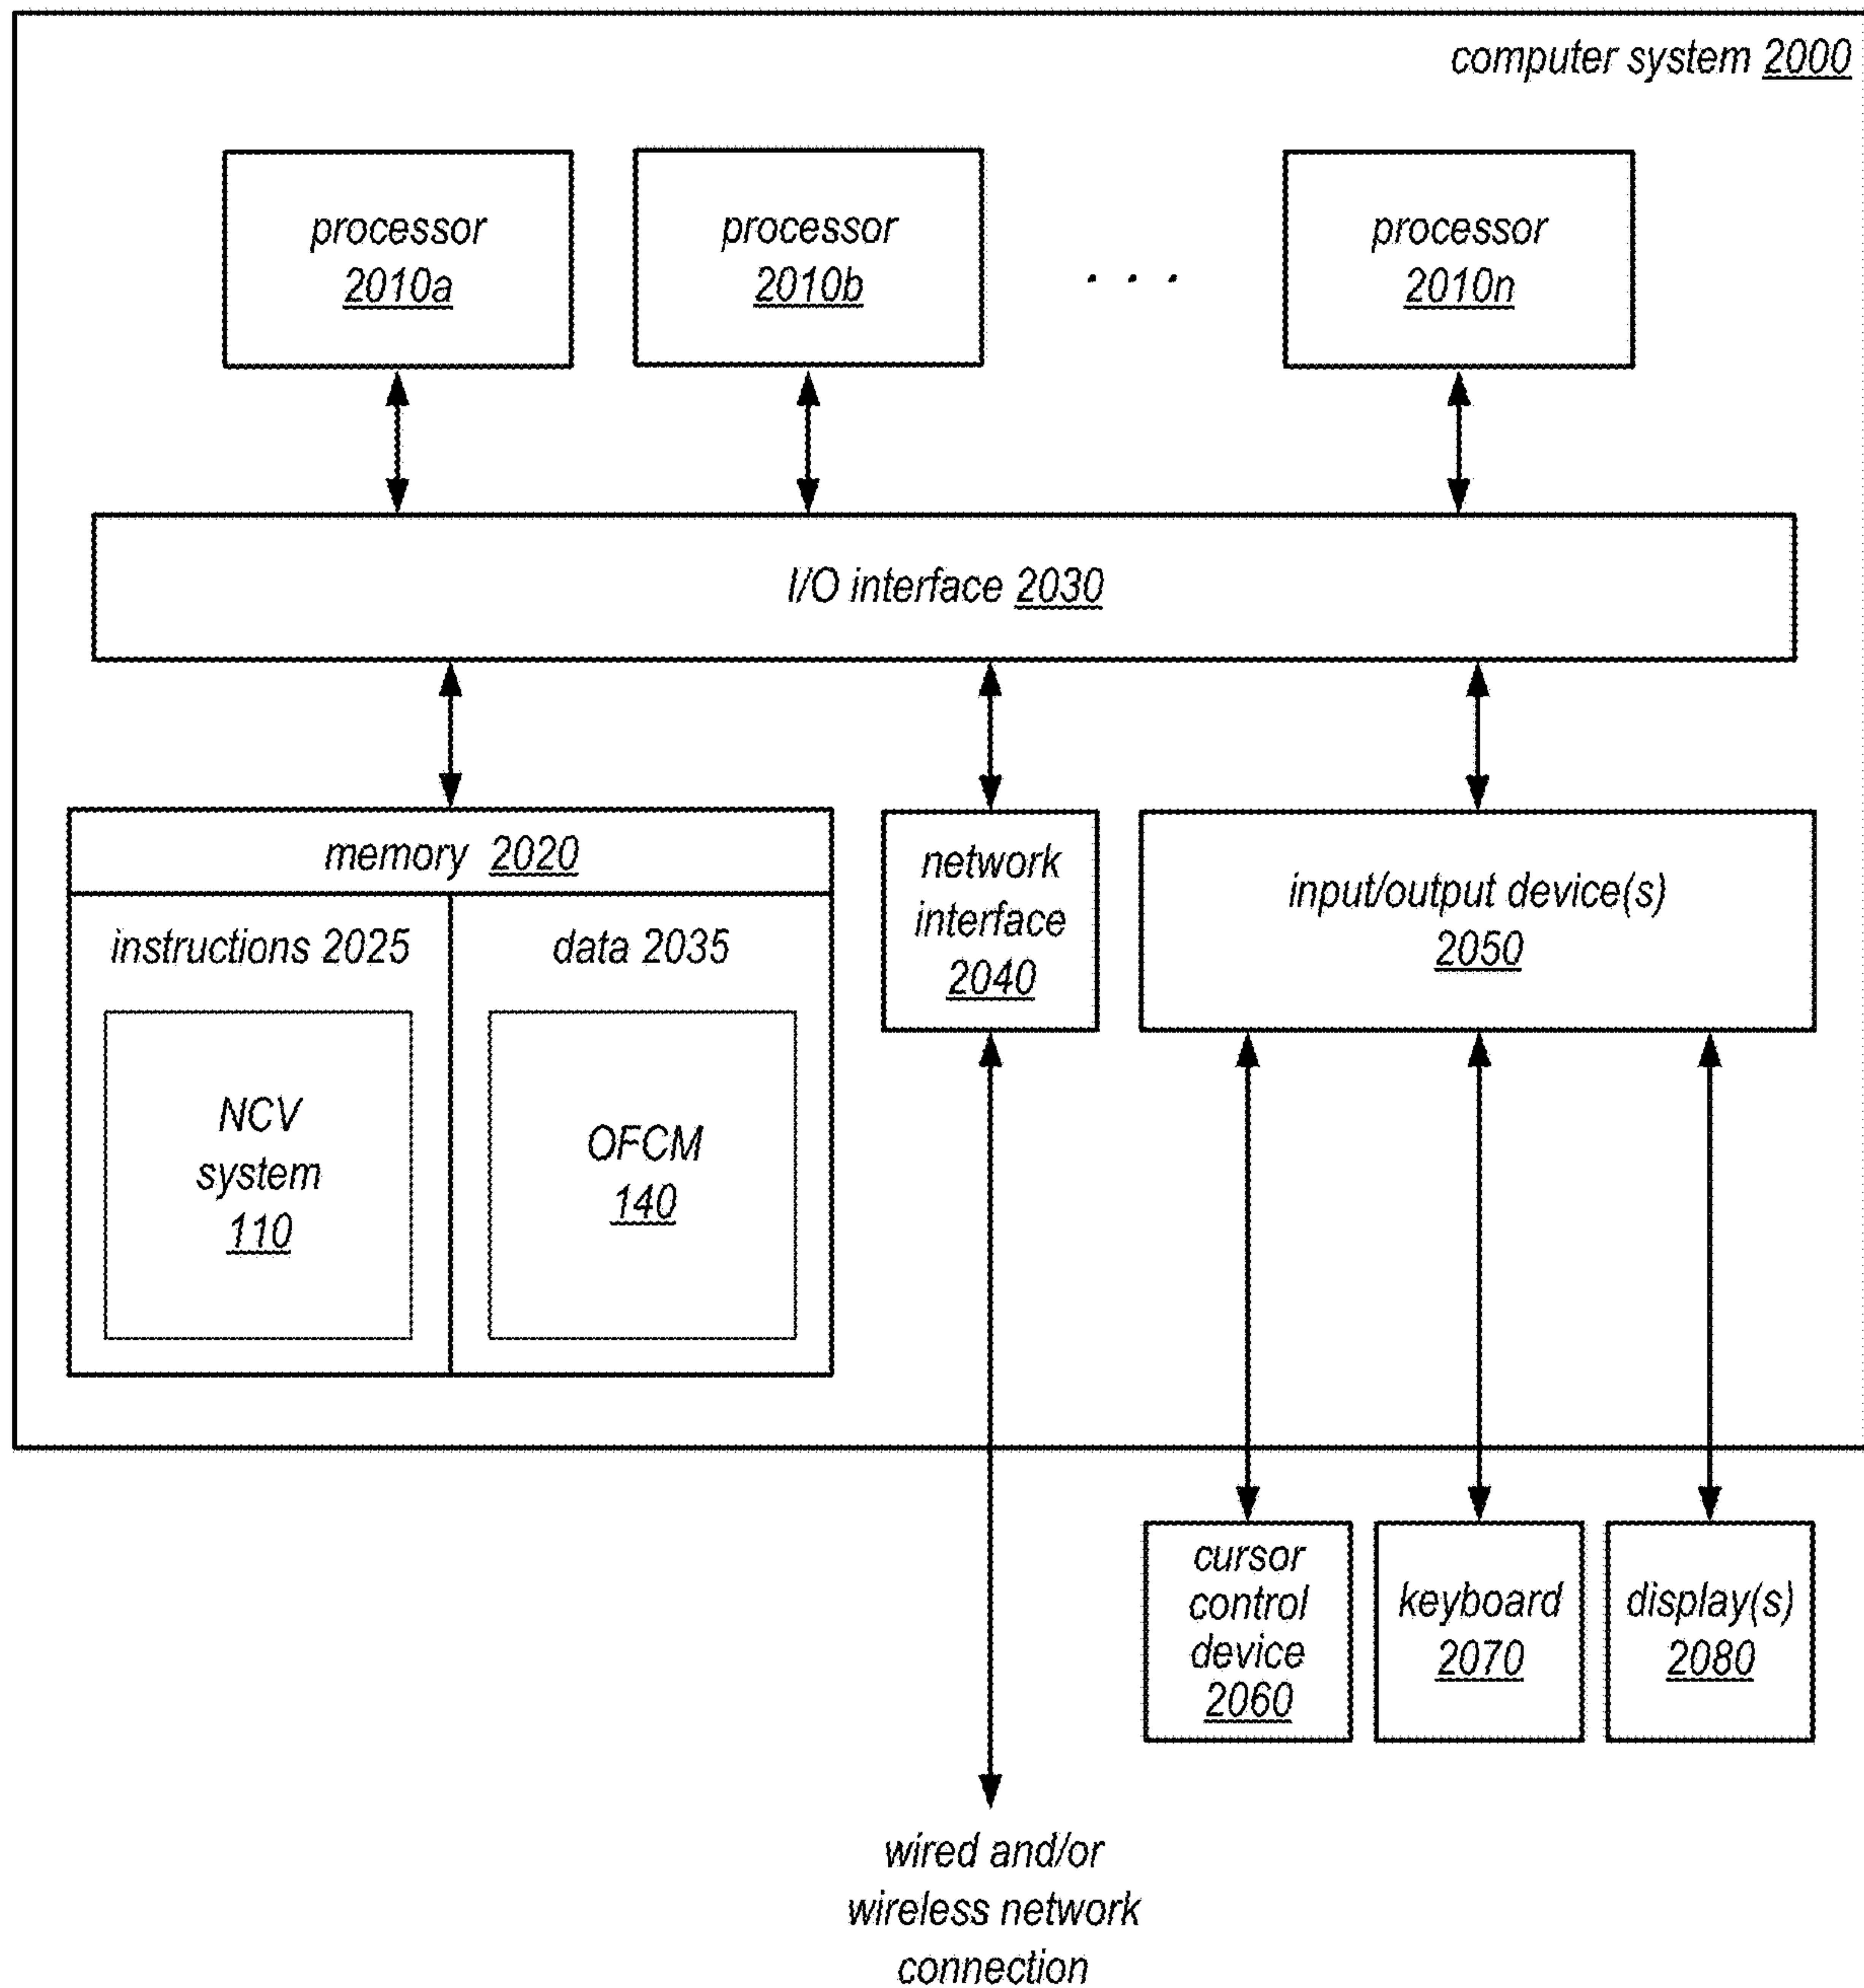 computer system 2000
processor
2010a
processor
2010b
. . .
processor
2010n
I/O interface 2030
memory 2020
instructions 2025
NCV
system
110
data 2035
OFCM
140
network
interface
2040
input/output device(s)
2050
cursor
control
device
2060
keyboard
2070
display(s)
2080
wired and/or
wireless network
connection